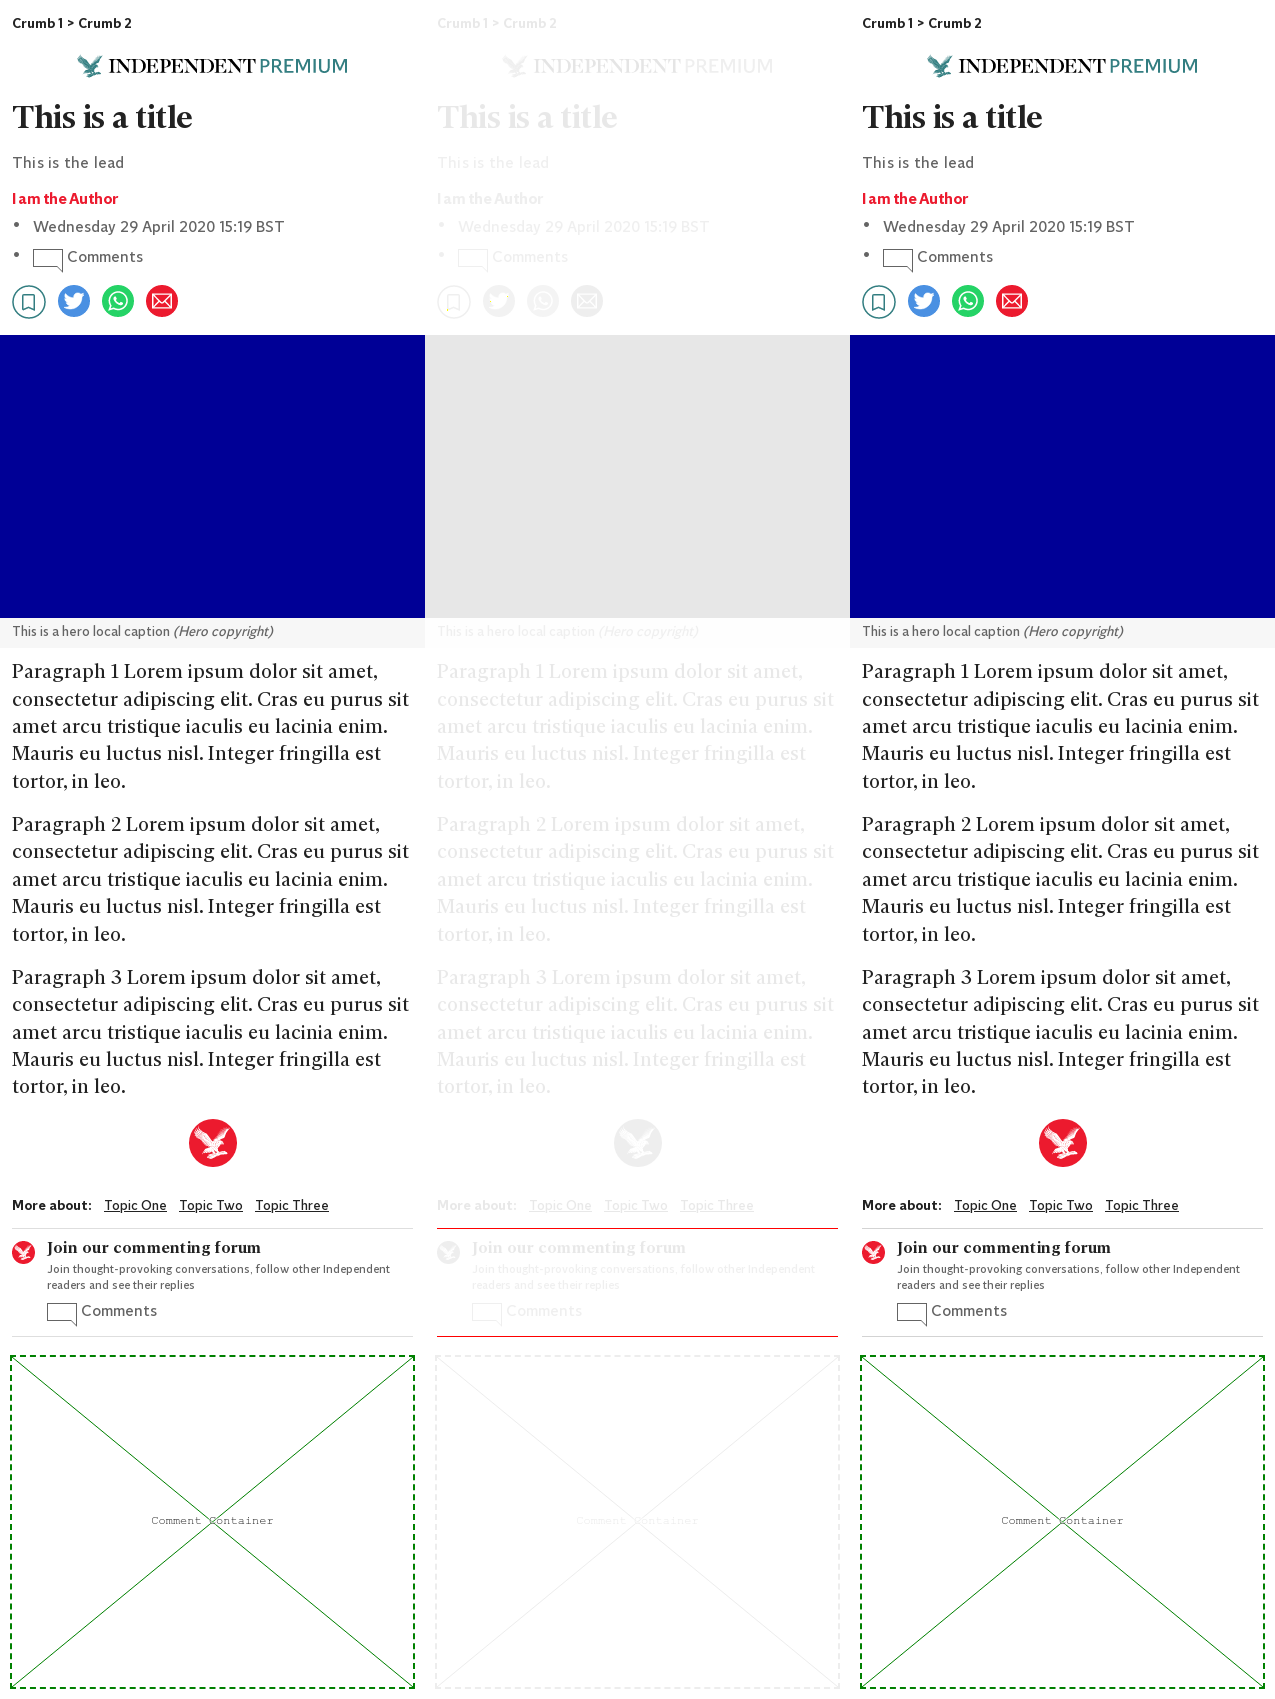 Crumb 1 > Crumb 2
INDEPENDENT PREMIUM
This is a title
This is the lead
I am the Author
• Wednesday 29 April 2020 15:19 BST
• Comments
This is a hero local caption (Hero copyright)
Paragraph 1 Lorem ipsum dolor sit amet,
consectetur adipiscing elit. Cras eu purus sit
amet arcu tristique iaculis eu lacinia enim.
Mauris eu luctus nisl. Integer fringilla est
tortor, in leo.
Paragraph 2 Lorem ipsum dolor sit amet,
consectetur adipiscing elit. Cras eu purus sit
amet arcu tristique iaculis eu lacinia enim.
Mauris eu luctus nisl. Integer fringilla est
tortor, in leo.
Paragraph 3 Lorem ipsum dolor sit amet,
consectetur adipiscing elit. Cras eu purus sit
amet arcu tristique iaculis eu lacinia enim.
Mauris eu luctus nisl. Integer fringilla est
tortor, in leo.
More about: Topic One Topic Two Topic Three
Join our commenting forum
Join thought-provoking conversations, follow other Independent
readers and see their replies
Comments
Comment Container
Crumb 1 > Crumb 2
INDEPENDENT PREMIUM
This is a title
This is the lead
I am the Author
• Wednesday 29 April 2020 15:19 BST
• Comments
This is a hero local caption (Hero copyright)
Paragraph 1 Lorem ipsum dolor sit amet,
consectetur adipiscing elit. Cras eu purus sit
amet arcu tristique iaculis eu lacinia enim.
Mauris eu luctus nisl. Integer fringilla est
tortor, in leo.
Paragraph 2 Lorem ipsum dolor sit amet,
consectetur adipiscing elit. Cras eu purus sit
amet arcu tristique iaculis eu lacinia enim.
Mauris eu luctus nisl. Integer fringilla est
tortor, in leo.
Paragraph 3 Lorem ipsum dolor sit amet,
consectetur adipiscing elit. Cras eu purus sit
amet arcu tristique iaculis eu lacinia enim.
Mauris eu luctus nisl. Integer fringilla est
tortor, in leo.
More about: Topic One Topic Two Topic Three
Join our commenting forum
Join thought-provoking conversations, follow other Independent
readers and see their replies
Comments
Comment Container
Crumb 1 > Crumb 2
INDEPENDENT PREMIUM
This is a title
This is the lead
I am the Author
• Wednesday 29 April 2020 15:19 BST
• Comments
This is a hero local caption (Hero copyright)
Paragraph 1 Lorem ipsum dolor sit amet,
consectetur adipiscing elit. Cras eu purus sit
amet arcu tristique iaculis eu lacinia enim.
Mauris eu luctus nisl. Integer fringilla est
tortor, in leo.
Paragraph 2 Lorem ipsum dolor sit amet,
consectetur adipiscing elit. Cras eu purus sit
amet arcu tristique iaculis eu lacinia enim.
Mauris eu luctus nisl. Integer fringilla est
tortor, in leo.
Paragraph 3 Lorem ipsum dolor sit amet,
consectetur adipiscing elit. Cras eu purus sit
amet arcu tristique iaculis eu lacinia enim.
Mauris eu luctus nisl. Integer fringilla est
tortor, in leo.
More about: Topic One Topic Two Topic Three
Join our commenting forum
Join thought-provoking conversations, follow other Independent
readers and see their replies
Comments
Comment Container